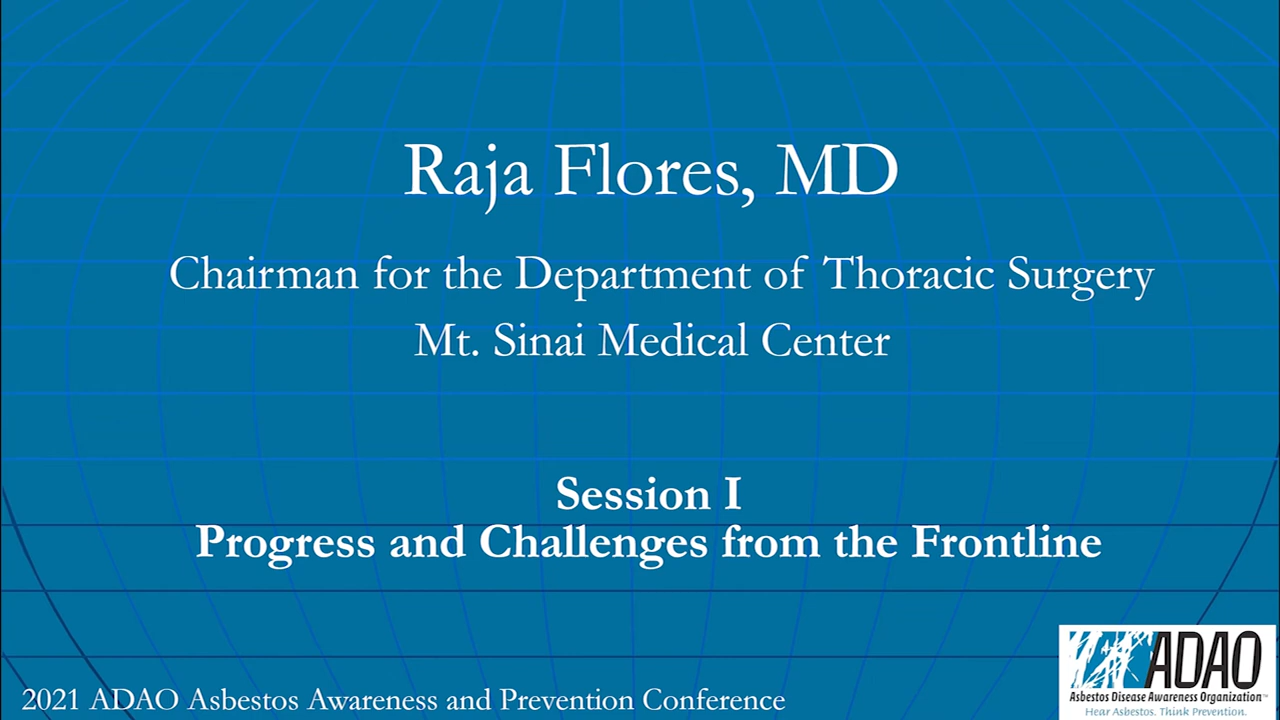 Raja Flores, MD
Chairman for the Department of Thoracic Surgery
Mt. Sinai Medical Center
Session I
Progress and Challenges from the Frontline
ADAO
Asbestos Disease Awareness Organization™
Hear Asbestos. Think Prevention.
2021 ADAO Asbestos Awareness and Prevention Conference